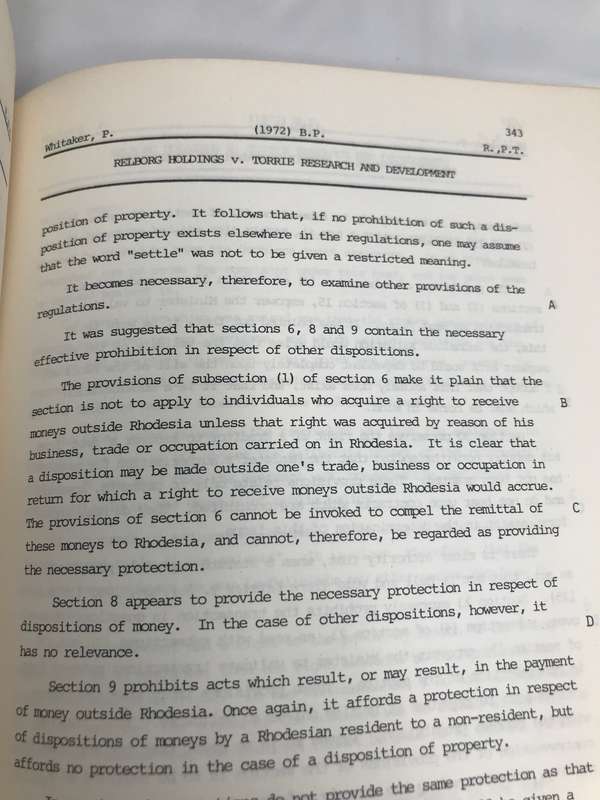 Whitaker, P. (1972) B.P. 343
R.,P.T.
RELBORG HOLDINGS v. TORRIE RESEARCH AND DEVELOPMENT
position of property. It follows that, if no prohibition of such a dis-
position of property exists elsewhere in the regulations, one may assume
that the word "settle" was not to be given a restricted meaning.
It becomes necessary, therefore, to examine other provisions of the
regulations. A
It was suggested that sections 6, 8 and 9 contain the necessary
effective prohibition in respect of other dispositions.
The provisions of subsection (1) of section 6 make it plain that the
section is not to apply to individuals who acquire a right to receive B
moneys outside Rhodesia unless that right was acquired by reason of his
business, trade or occupation carried on in Rhodesia. It is clear that
a disposition may be made outside one's trade, business or occupation in
return for which a right to receive moneys outside Rhodesia would accrue.
The provisions of section 6 cannot be invoked to compel the remittal of C
these moneys to Rhodesia, and cannot, therefore, be regarded as providing
the necessary protection.
Section 8 appears to provide the necessary protection in respect of
dispositions of money. In the case of other dispositions, however, it D
has no relevance.
Section 9 prohibits acts which result, or may result, in the payment
of money outside Rhodesia. Once again, it affords a protection in respect
of dispositions of moneys by a Rhodesian resident to a non-resident, but
affords no protection in the case of a disposition of property.
do not provide the same protection as that
given a